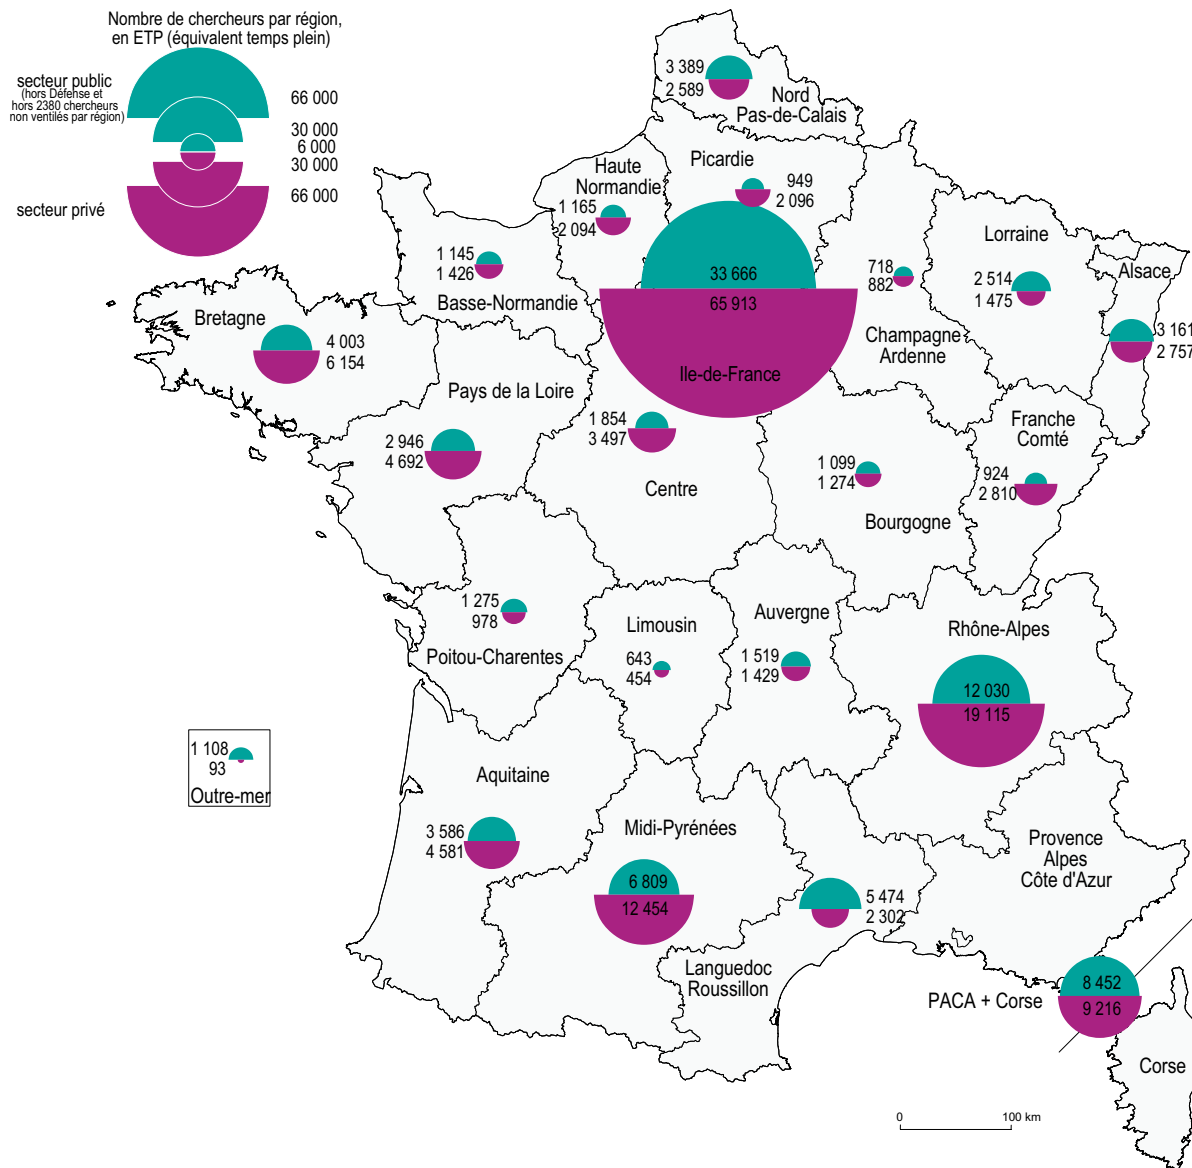 Nombre de chercheurs par région,
en ETP (équivalent temps plein)
secteur public
(hors Défense et
hors 2380 chercheurs
non ventilés par région)
66 000
30 000
6 000
30 000
66 000
secteur privé
3 389
2 589
Nord
Pas-de-Calais
Picardie
949
2 096
Haute
Normandie
1 165
2 094
1 145
1 426
Basse-Normandie
33 666
65 913
Ile-de-France
718
882
Champagne
Ardenne
Lorraine
2 514
1 475
Alsace
3 161
2 757
Bretagne
4 003
6 154
Pays de la Loire
2 946
4 692
1 854
3 497
Centre
1 099
1 274
Bourgogne
Franche
Comté
924
2 810
1 275
978
Poitou-Charentes
Limousin
643
454
Auvergne
1 519
1 429
Rhône-Alpes
12 030
19 115
1 108
93
Outre-mer
Aquitaine
3 586
4 581
Midi-Pyrénées
6 809
12 454
5 474
2 302
Languedoc
Roussillon
Provence
Alpes
Côte d'Azur
PACA + Corse
8 452
9 216
Corse
0
100 km